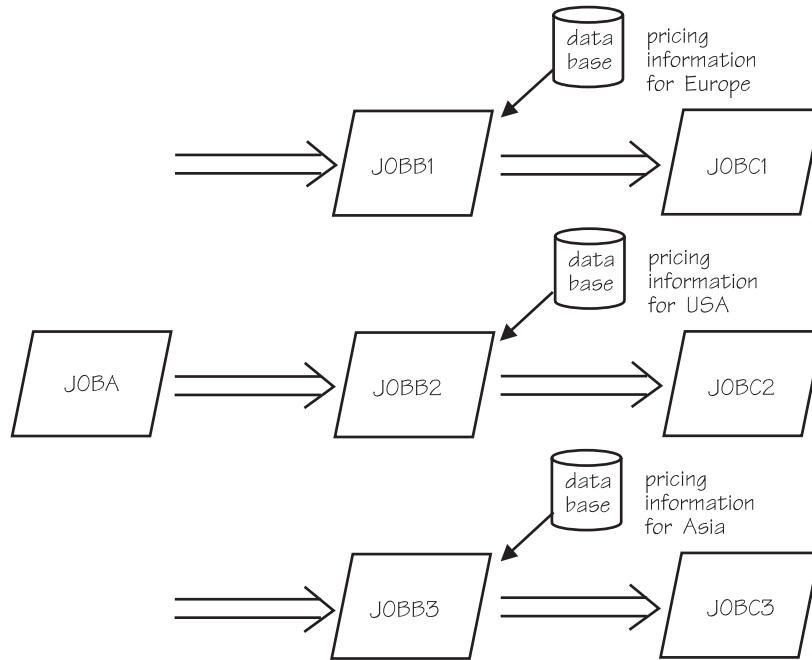 data
base
pricing
information
for Europe
JOBB1
JOBC1
data
base
pricing
information
for USA
JOBA
JOBB2
JOBC2
data
base
pricing
information
for Asia
JOBB3
JOBC3